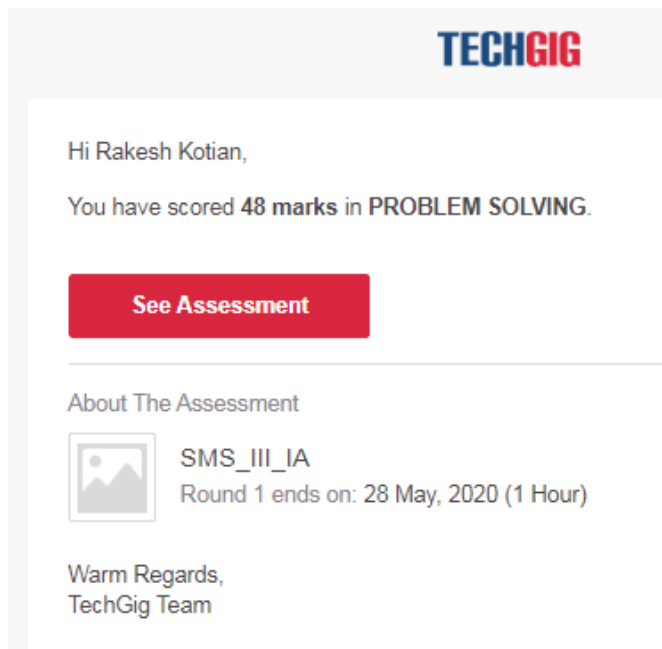 TECHGIG
Hi Rakesh Kotian,
You have scored 48 marks in PROBLEM SOLVING.
See Assessment
About The Assessment
SMS_III_IA
Round 1 ends on: 28 May, 2020 (1 Hour)
Warm Regards,
TechGig Team